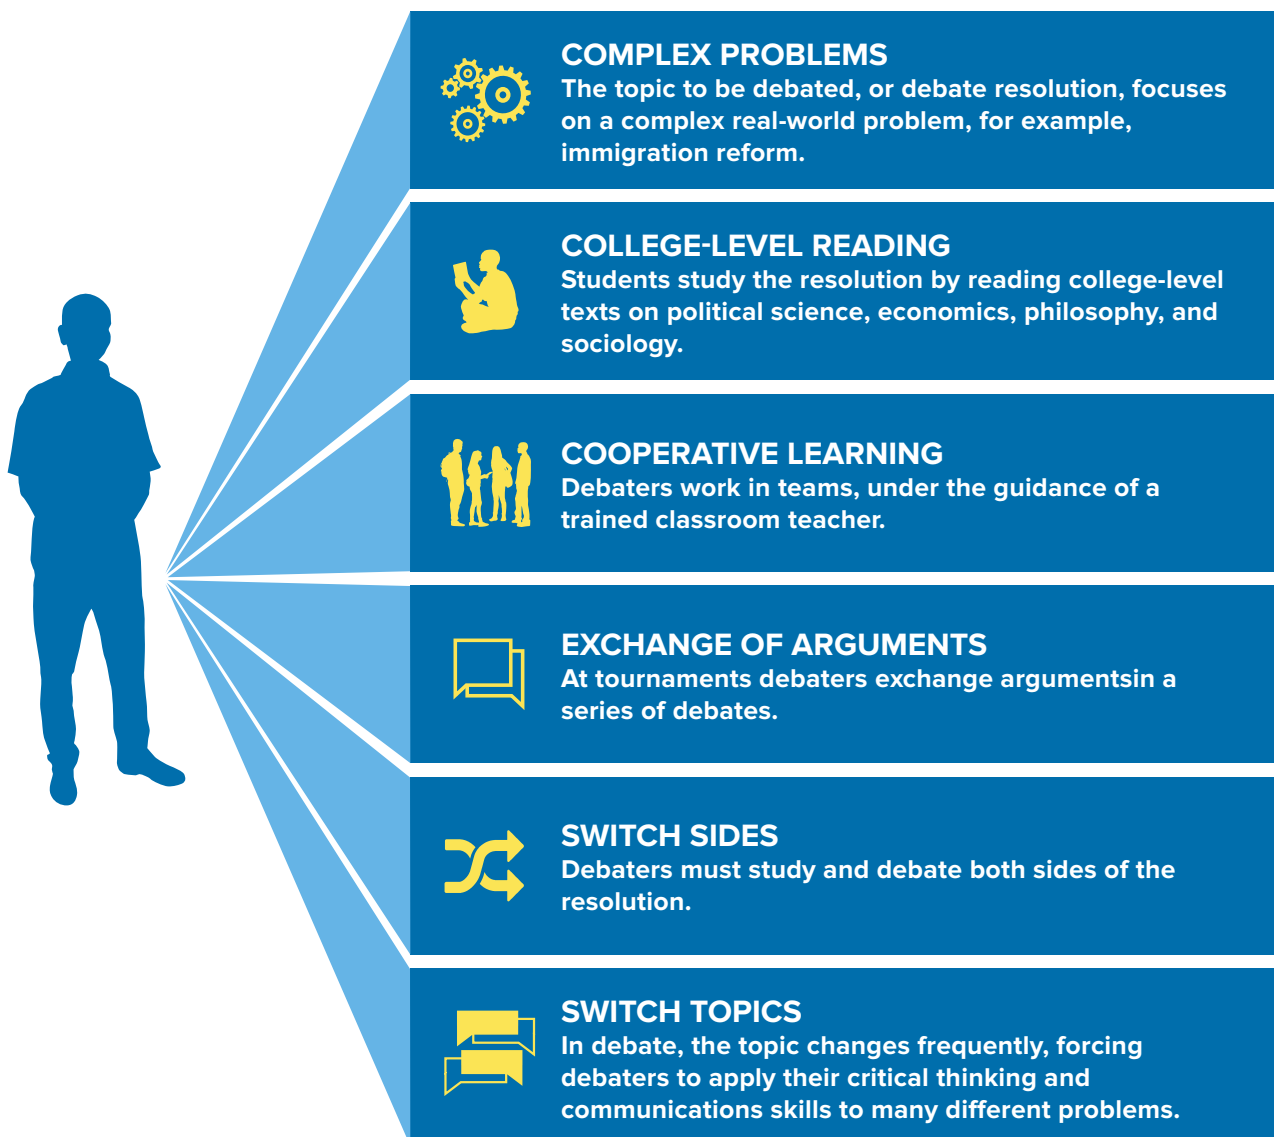 COMPLEX PROBLEMS
The topic to be debated, or debate resolution, focuses
on a complex real-world problem, for example,
immigration reform.
COLLEGE-LEVEL READING
Students study the resolution by reading college-level
texts on political science, economics, philosophy, and
sociology.
COOPERATIVE LEARNING
Debaters work in teams, under the guidance of a
trained classroom teacher.
EXCHANGE OF ARGUMENTS
At tournaments debaters exchange argumentsin a
series of debates.
SWITCH SIDES
Debaters must study and debate both sides of the
resolution.
SWITCH TOPICS
In debate, the topic changes frequently, forcing
debaters to apply their critical thinking and
communications skills to many different problems.